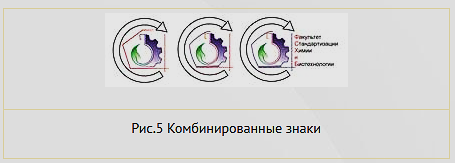 Факультет
Стандартизации
Химии
и
Биотехнологии
Рис.5 Комбинированные знаки